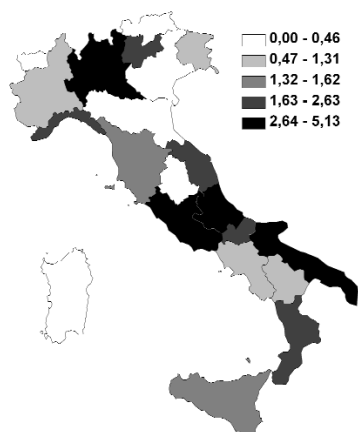 0,00 - 0,46
0,47 - 1,31
1,32 - 1,62
1,63 - 2,63
2,64 - 5,13